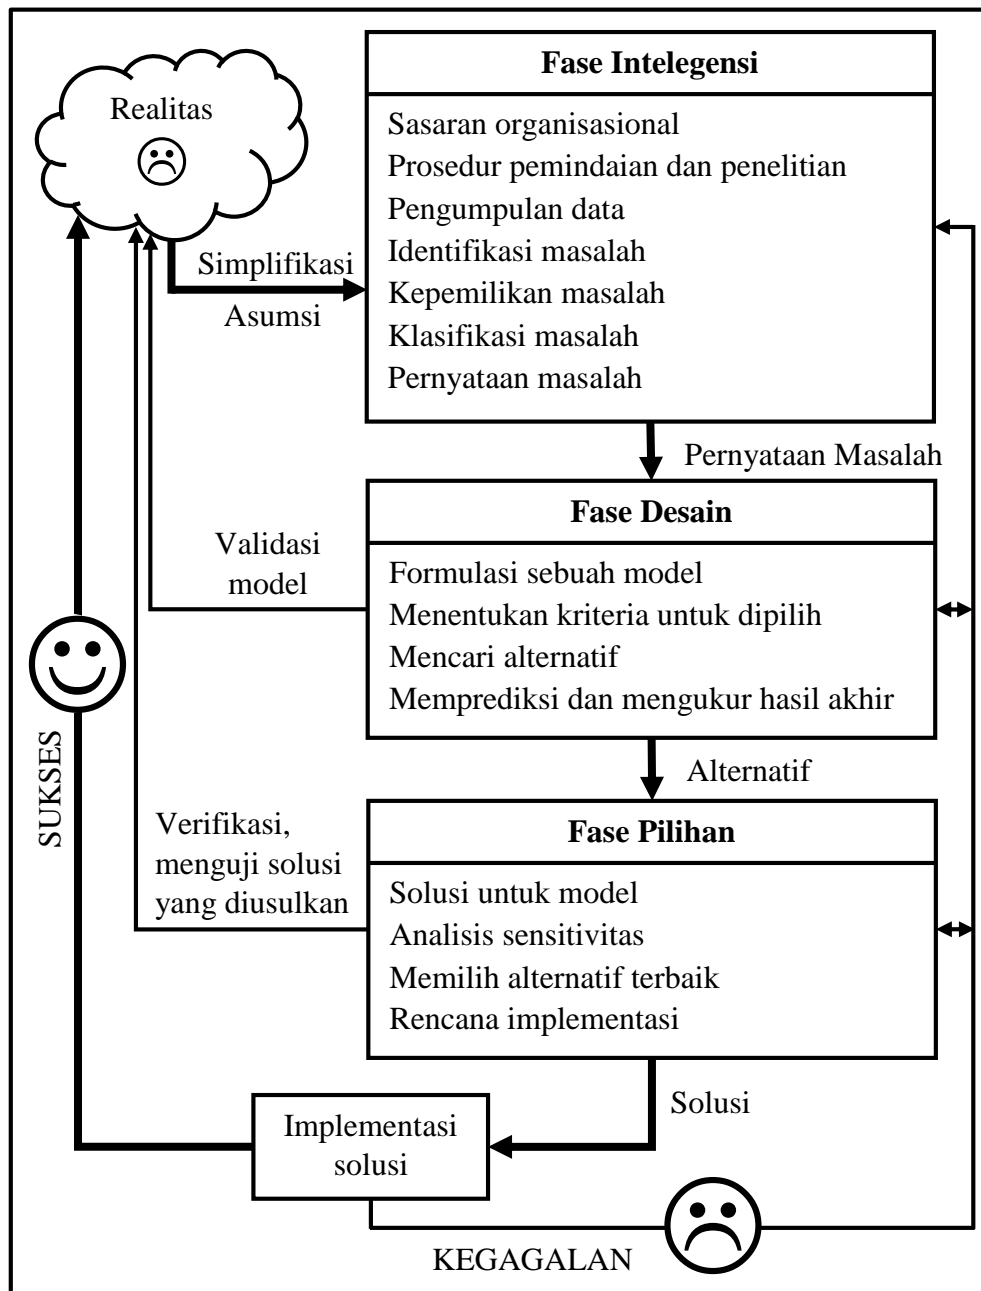 Realitas
Simplifikasi
Asumsi
Fase Intelegensi
Sasaran organisasional
Prosedur pemindaian dan penelitian
Pengumpulan data
Identifikasi masalah
Kepemilikan masalah
Klasifikasi masalah
Pernyataan masalah
Pernyataan Masalah
Fase Desain
Formulasi sebuah model
Menentukan kriteria untuk dipilih
Mencari alternatif
Memprediksi dan mengukur hasil akhir
Validasi
model
Alternatif
Fase Pilihan
Solusi untuk model
Analisis sensitivitas
Memilih alternatif terbaik
Rencana implementasi
Verifikasi,
menguji solusi
yang diusulkan
SUKSES
Solusi
Implementasi
solusi
KEGAGALAN